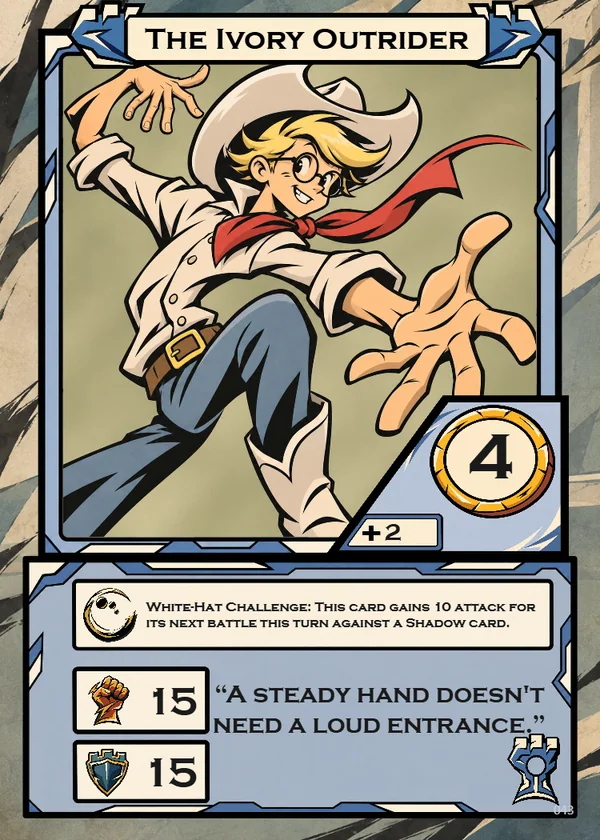 The Ivory Outrider
4
+2
White-Hat Challenge: This card gains 10 attack for
its next battle this turn against a Shadow card.
15
“A steady hand doesn't
need a loud entrance.”
15
043